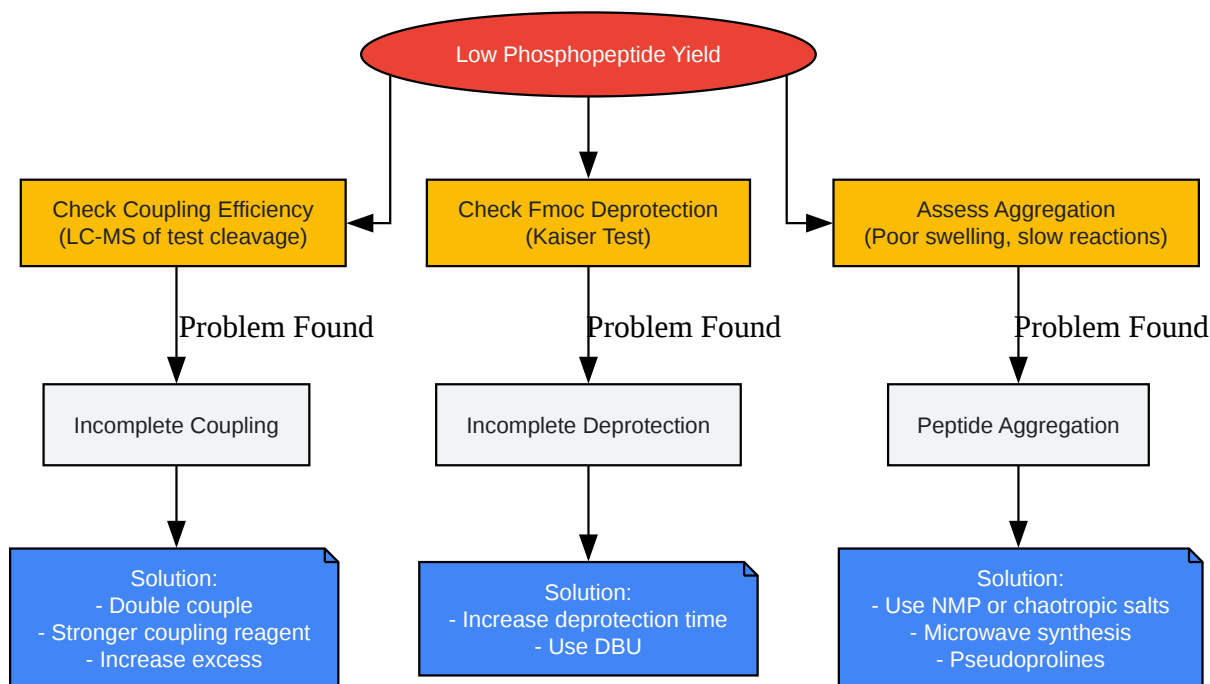 Low Phosphopeptide Yield
Check Coupling Efficiency
(LC-MS of test cleavage)
Check Fmoc Deprotection
(Kaiser Test)
Assess Aggregation
(Poor swelling, slow reactions)
Problem Found
Problem Found
Problem Found
Incomplete Coupling
Incomplete Deprotection
Peptide Aggregation
Solution:
- Double couple
- Stronger coupling reagent
- Increase excess
Solution:
- Increase deprotection time
- Use DBU
Solution:
- Use NMP or chaotropic salts
- Microwave synthesis
- Pseudoprolines